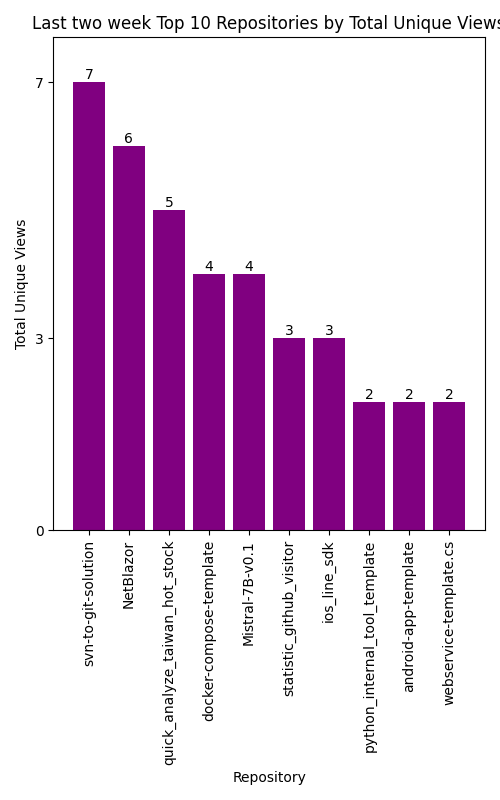 Last two week Top 10 Repositories by Total Unique Views
7
3
0
Total Unique Views
7
6
5
4
4
3
3
2
2
2
svn-to-git-solution
NetBlazor
quick_analyze_taiwan_hot_stock
docker-compose-template
Mistral-7B-v0.1
statistic_github_visitor
ios_line_sdk
python_internal_tool_template
android-app-template
webservice-template.cs
Repository